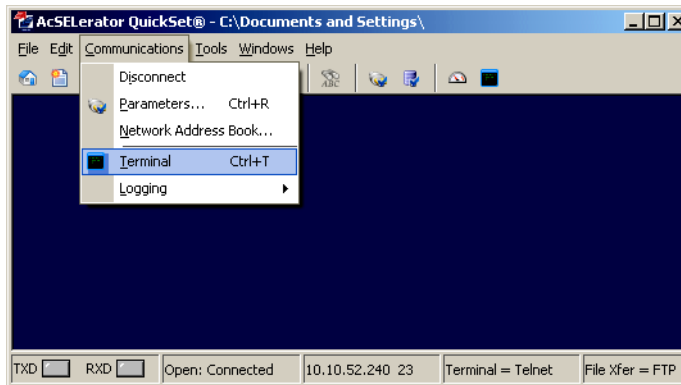 AcSELerator QuickSet® - C:\Documents and Settings\
File Edit Communications Tools Windows Help
Disconnect
Parameters... Ctrl+R
Network Address Book...
Terminal Ctrl+T
Logging
TXD RXD Open: Connected 10.10.52.240 23 Terminal = Telnet File Xfer = FTP